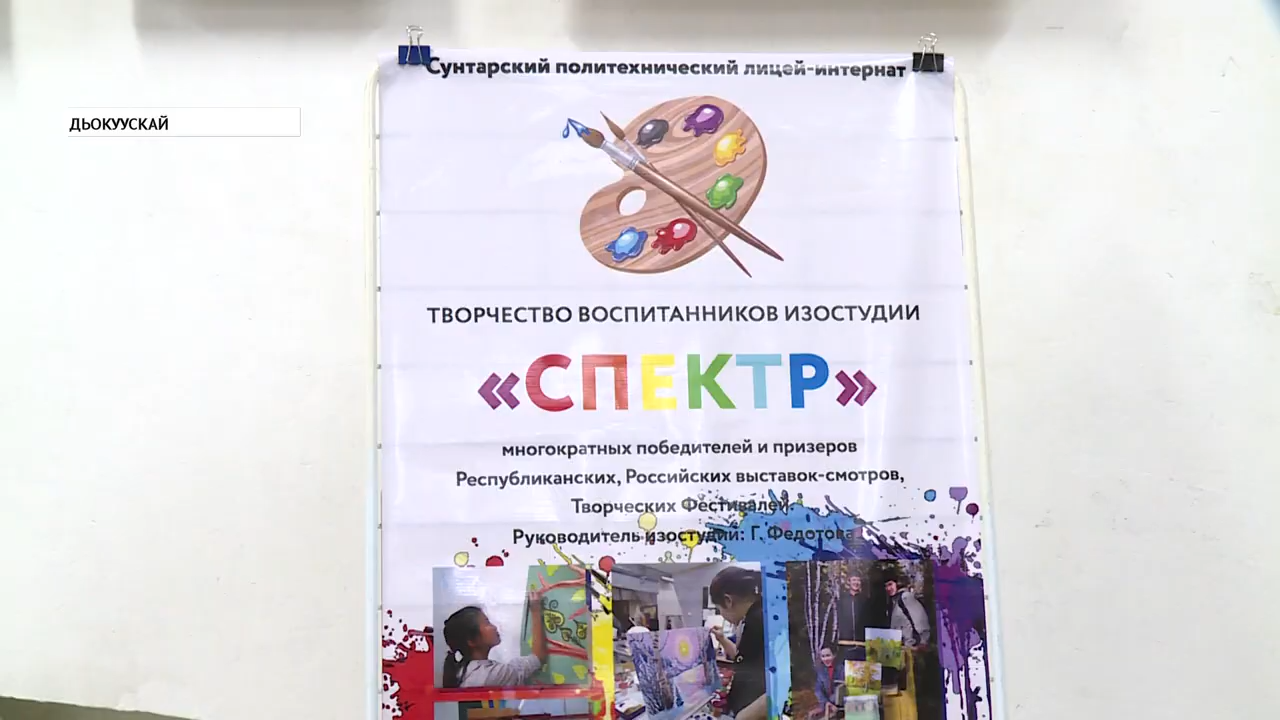 Сунтарский политехнический лицей-интернат
ДЬОКУУСКАЙ
ТВОРЧЕСТВО ВОСПИТАННИКОВ ИЗОСТУДИИ
«СПЕКТР»
многократных победителей и призеров
Республиканских, Российских выставок-смотров,
Творческих Фестивалей.
Руководитель изостудии: Г. Федотова